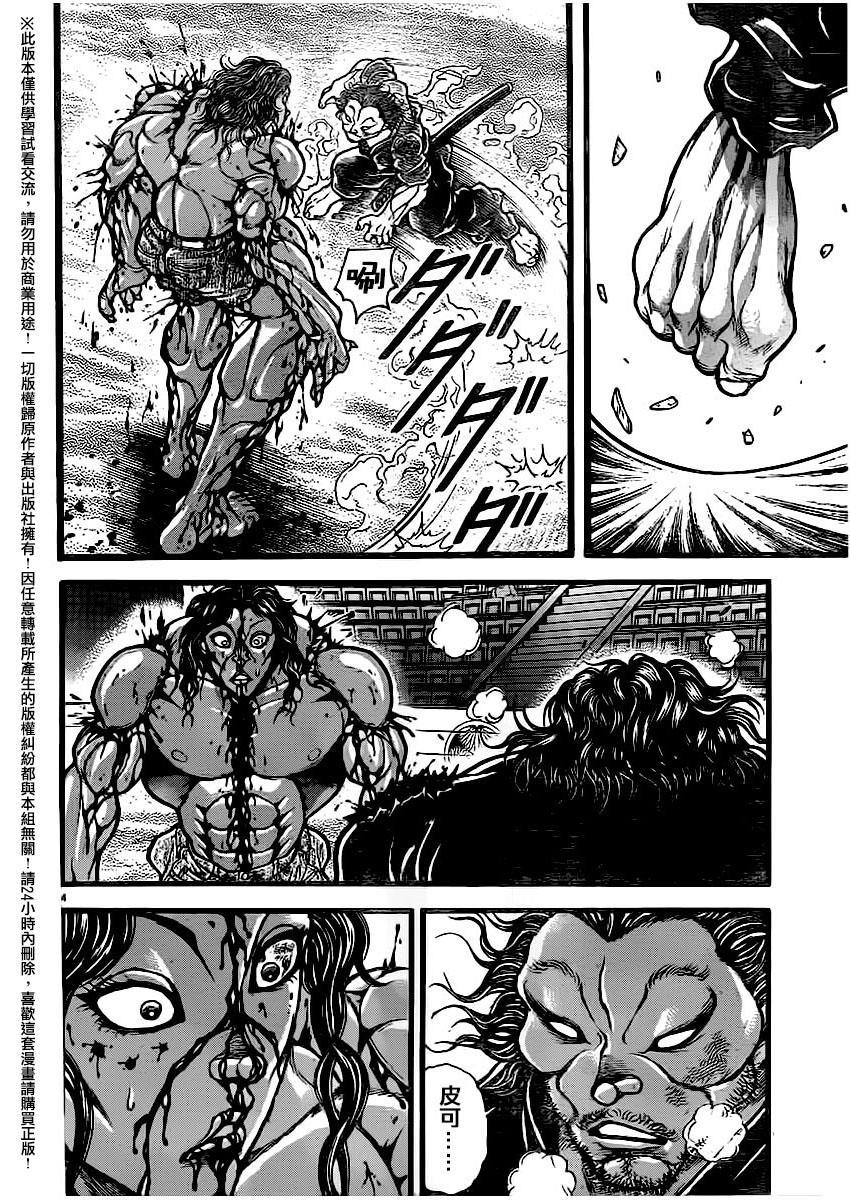 ※此版本僅供學習試看交流，請勿用於商業用途！一切版權歸原作者與出版社擁有！因任意轉載所產生的版權糾紛都與本組無關！請24小時內刪除，喜歡這套漫畫請購買正版！
唰
ダダダダ
4
皮可……